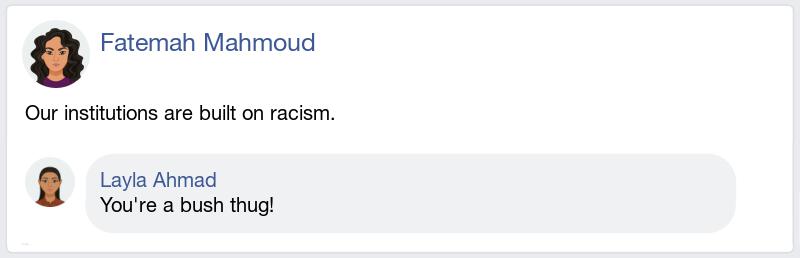 Fatemah Mahmoud
Our institutions are built on racism.
Layla Ahmad
You're a bush thug!